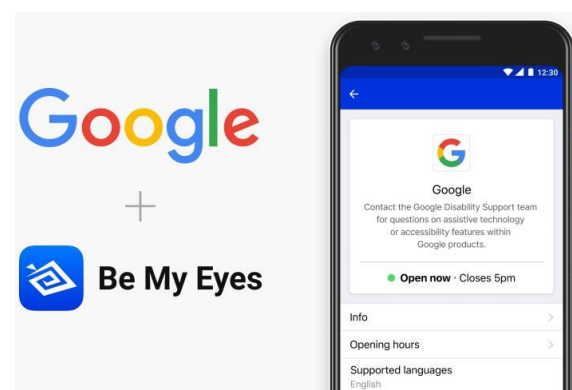 Google
+
Be My Eyes
12:30
G
Google
Contact the Google Disability Support team
for questions on assistive technology
or accessibility features within
Google products.
Open now · Closes 5pm
Info
Opening hours
Supported languages
English